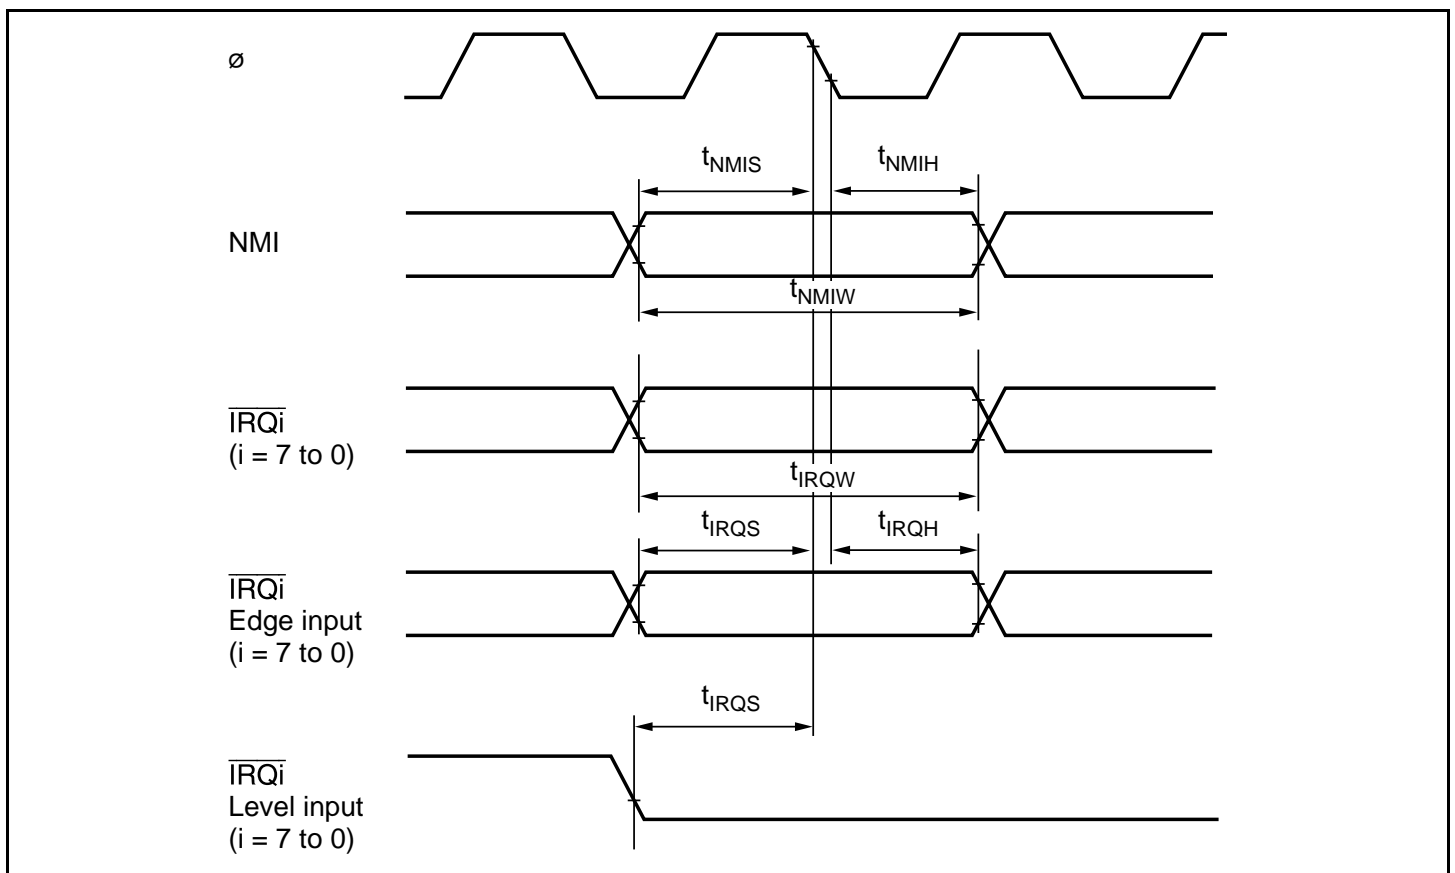 ø
tNMIS
tNMIH
NMI
tNMIW
IRQi
(i = 7 to 0)
tIRQW
tIRQS
tIRQH
IRQi
Edge input
(i = 7 to 0)
tIRQS
IRQi
Level input
(i = 7 to 0)